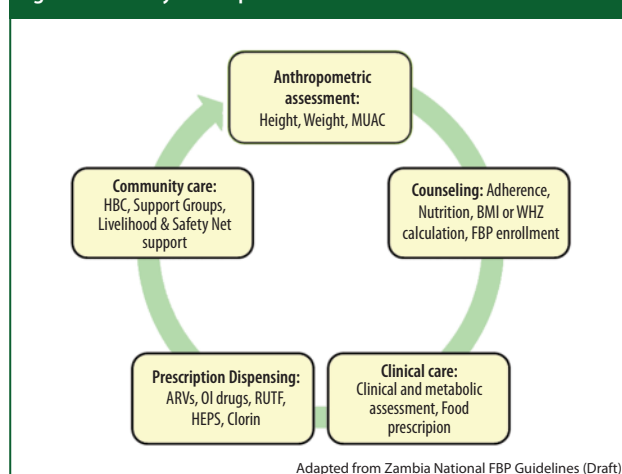 Anthropometric
assessment:
Height, Weight, MUAC
Counseling: Adherence,
Nutrition, BMI or WHZ
calculation, FBP enrollment
Clinical care:
Clinical and metabolic
assessment, Food
prescripion
Prescription Dispensing:
ARVs, OI drugs, RUTF,
HEPS, Clorin
Community care:
HBC, Support Groups,
Livelihood & Safety Net
support
Adapted from Zambia National FBP Guidelines (Draft)